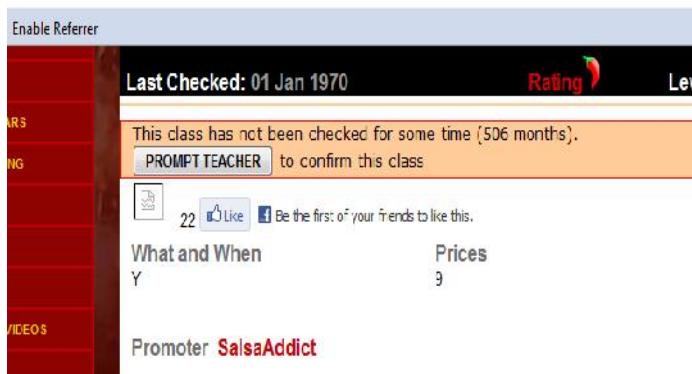 Enable Referrer
Last Checked: 01 Jan 1970 Rating Lev
ARS
This class has not been checked for some time (506 months).
NG
PROMPT TEACHER to confirm this class
22 Like Be the first of your friends to like this.
What and When Prices
Y 9
VIDEOS
Promoter SalsaAddict